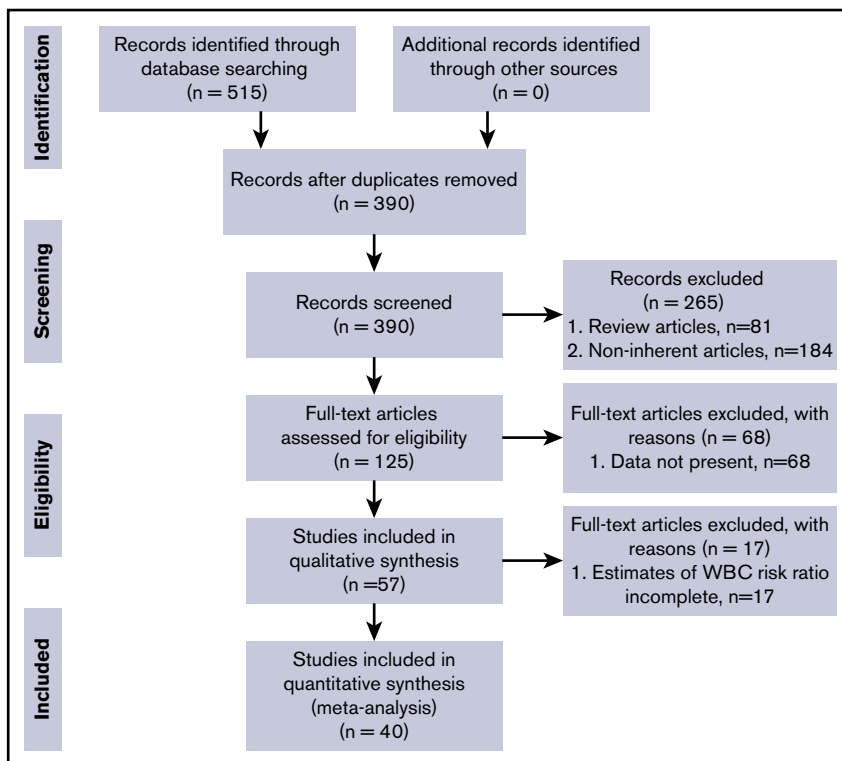 Identification
Records identified through
database searching
(n = 515)
Additional records identified
through other sources
(n = 0)
Records after duplicates removed
(n = 390)
Screening
Records screened
(n = 390)
Records excluded
(n = 265)
1. Review articles, n=81
2. Non-inherent articles, n=184
Eligibility
Full-text articles
assessed for eligibility
(n = 125)
Full-text articles excluded, with
reasons (n = 68)
1. Data not present, n=68
Studies included in
qualitative synthesis
(n =57)
Full-text articles excluded, with
reasons (n = 17)
1. Estimates of WBC risk ratio
incomplete, n=17
Included
Studies included in
quantitative synthesis
(meta-analysis)
(n = 40)